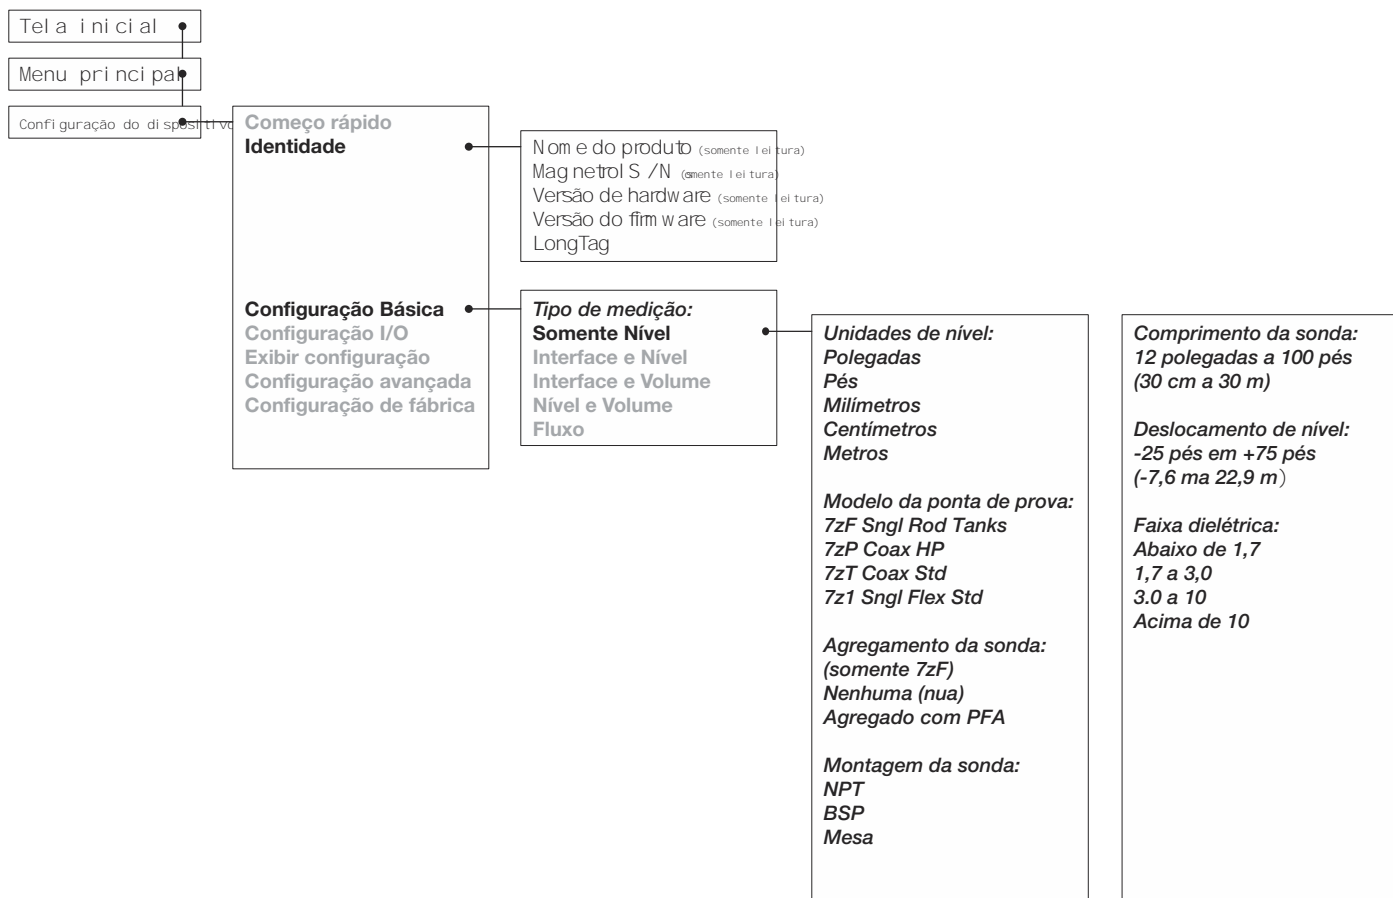 Tela inicial
Menu principal
Configuração do dispositivo
Começo rápido
Identidade
Nome do produto (somente leitura)
Magnetrol S/N (omente leitura)
Versão de hardware (somente leitura)
Versão do firmware (somente leitura)
LongTag
Configuração Básica
Configuração I/O
Exibir configuração
Configuração avançada
Configuração de fábrica
Tipo de medição:
Somente Nível
Interface e Nível
Interface e Volume
Nível e Volume
Fluxo
Unidades de nível:
Polegadas
Pés
Milímetros
Centímetros
Metros
Modelo da ponta de prova:
7zF Sngl Rod Tanks
7zP Coax HP
7zT Coax Std
7z1 Sngl Flex Std
Agregamento da sonda:
(somente 7zF)
Nenhuma (nua)
Agregado com PFA
Montagem da sonda:
NPT
BSP
Mesa
Comprimento da sonda:
12 polegadas a 100 pés
(30 cm a 30 m)
Deslocamento de nível:
-25 pés em +75 pés
(-7,6 ma 22,9 m)
Faixa dielétrica:
Abaixo de 1,7
1,7 a 3,0
3.0 a 10
Acima de 10